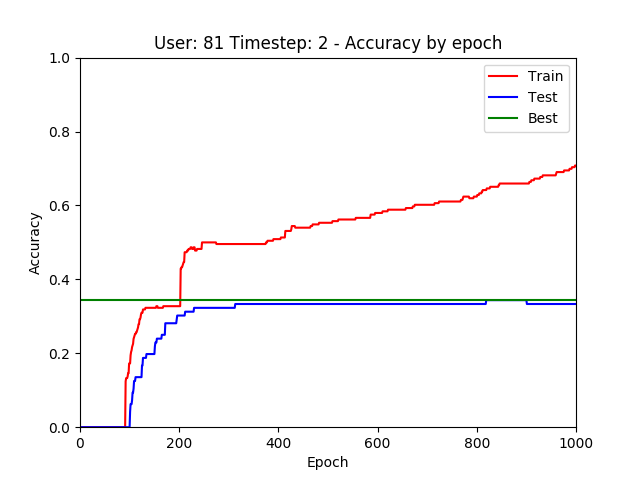 User: 81 Timestep: 2 - Accuracy by epoch
1.0
0.8
0.6
0.4
0.2
0.0
Accuracy
Train
Test
Best
0 200 400 600 800 1000
Epoch